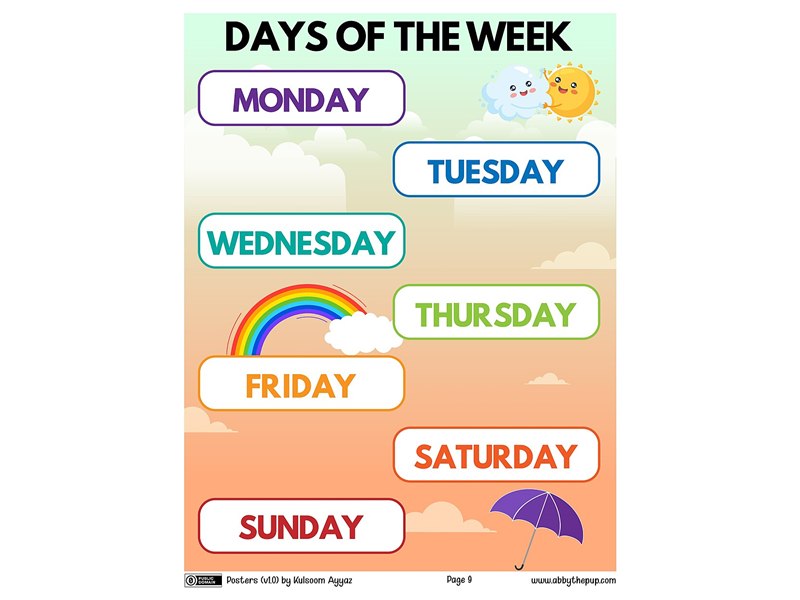 DAYS OF THE WEEK
MONDAY
TUESDAY
WEDNESDAY
THURSDAY
FRIDAY
SATURDAY
SUNDAY
PUBLIC DOMAIN Posters (v1.0) by Kulsoom Ayyaz Page 9 www.abbythepup.com